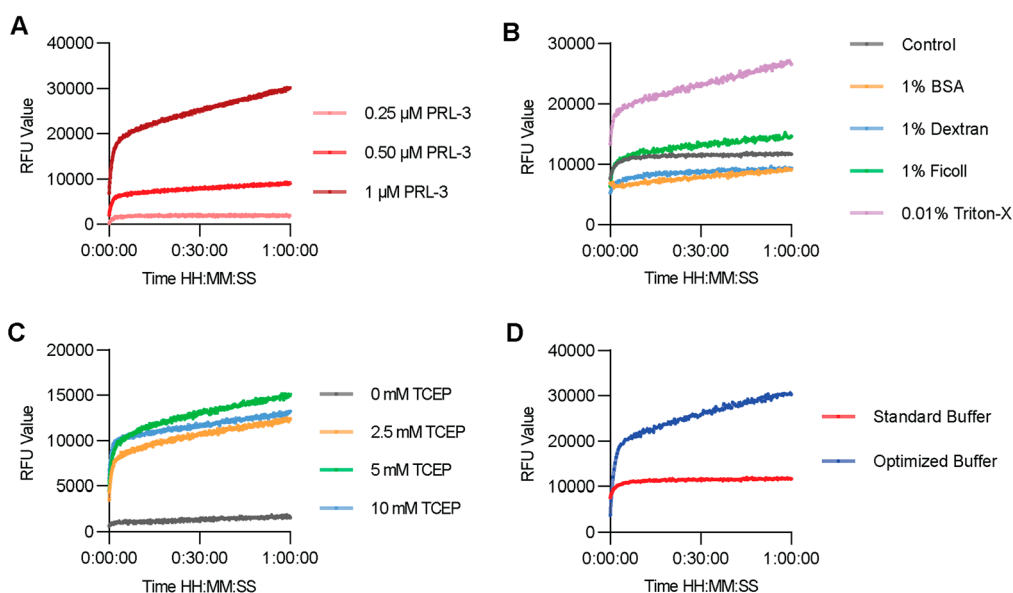 A
40000
30000
20000
10000
0
RFU Value
0:00:00 0:30:00 1:00:00
Time HH:MM:SS
0.25 µM PRL-3
0.50 µM PRL-3
1 µM PRL-3
B
30000
20000
10000
0
RFU Value
0:00:00 0:30:00 1:00:00
Time HH:MM:SS
Control
1% BSA
1% Dextran
1% Ficoll
0.01% Triton-X
C
20000
15000
10000
5000
0
RFU Value
0:00:00 0:30:00 1:00:00
Time HH:MM:SS
0 mM TCEP
2.5 mM TCEP
5 mM TCEP
10 mM TCEP
D
40000
30000
20000
10000
0
RFU Value
0:00:00 0:30:00 1:00:00
Time HH:MM:SS
Standard Buffer
Optimized Buffer